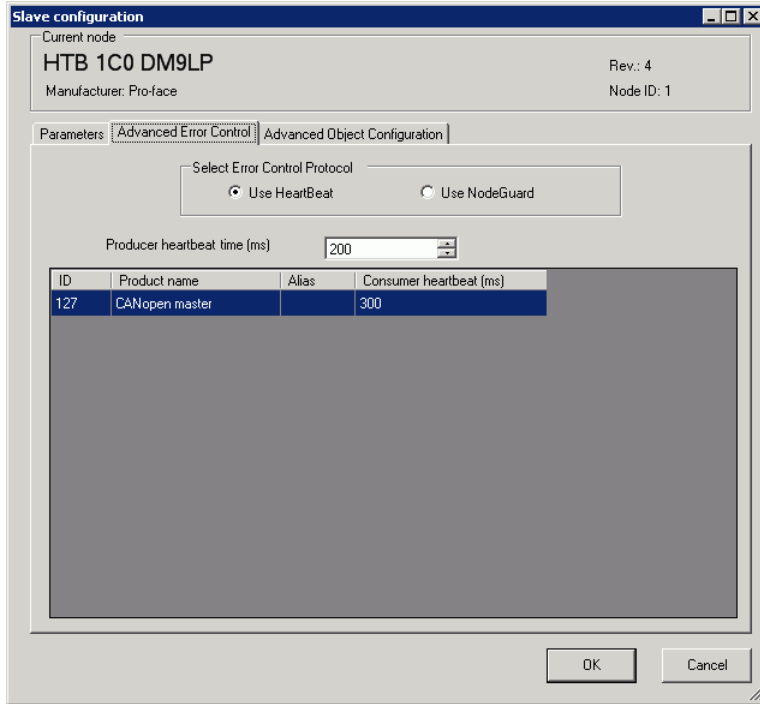 Slave configuration
Current node
HTB 1C0 DM9LP
Rev.: 4
Manufacturer: Pro-face
Node ID: 1
Parameters Advanced Error Control Advanced Object Configuration
Select Error Control Protocol
Use HeartBeat Use NodeGuard
Producer heartbeat time (ms) 200
ID Product name Alias Consumer heartbeat (ms)
127 CANopen master 300
OK Cancel